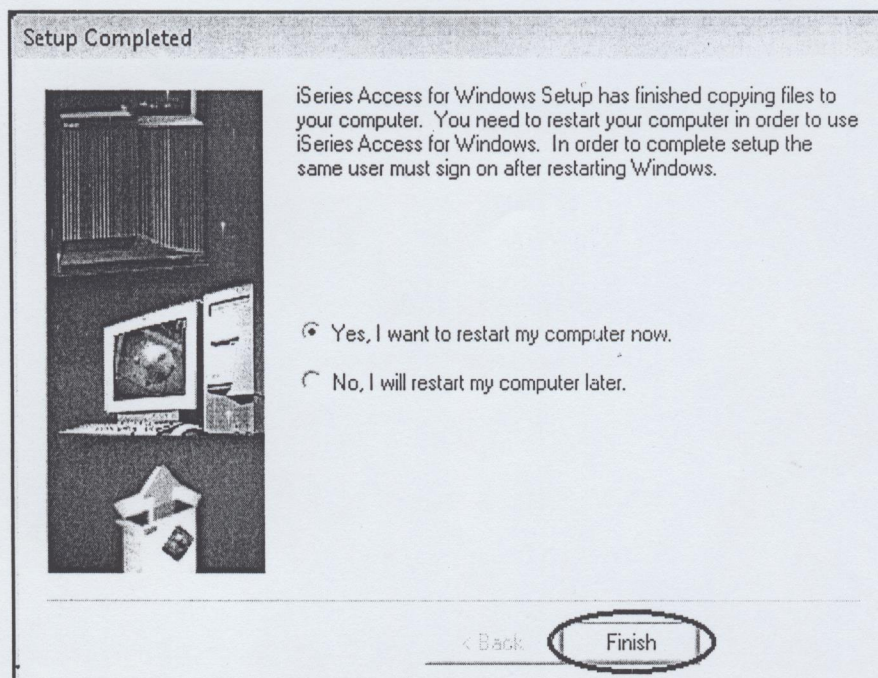 Setup Completed
iSeries Access for Windows Setup has finished copying files to
your computer. You need to restart your computer in order to use
iSeries Access for Windows. In order to complete setup the
same user must sign on after restarting Windows.
Yes, I want to restart my computer now.
No, I will restart my computer later.
< Back
Finish